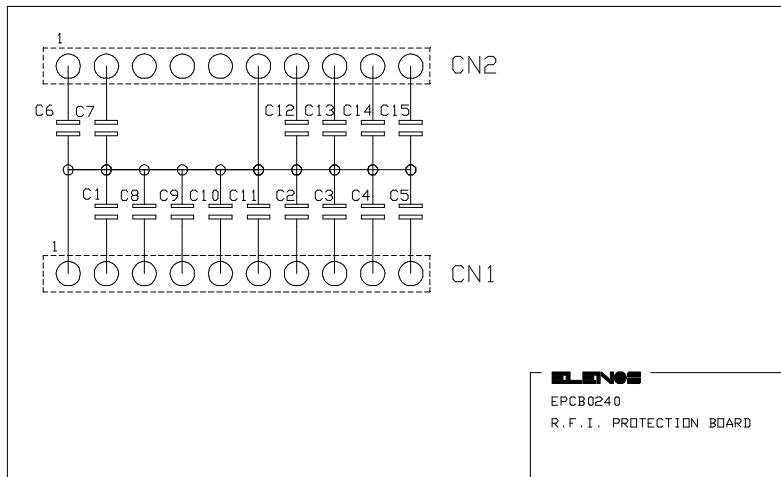 1
CN2
C6 C7 C12 C13 C14 C15
C1 C8 C9 C10 C11 C2 C3 C4 C5
1
CN1
ELENOS
EPCB0240
R.F.I. PROTECTION BOARD